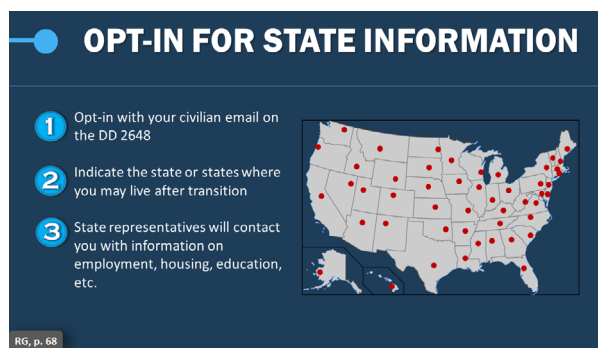 OPT-IN FOR STATE INFORMATION
1 Opt-in with your civilian email on
the DD 2648
2 Indicate the state or states where
you may live after transition
3 State representatives will contact
you with information on
employment, housing, education,
etc.
RG, p. 68